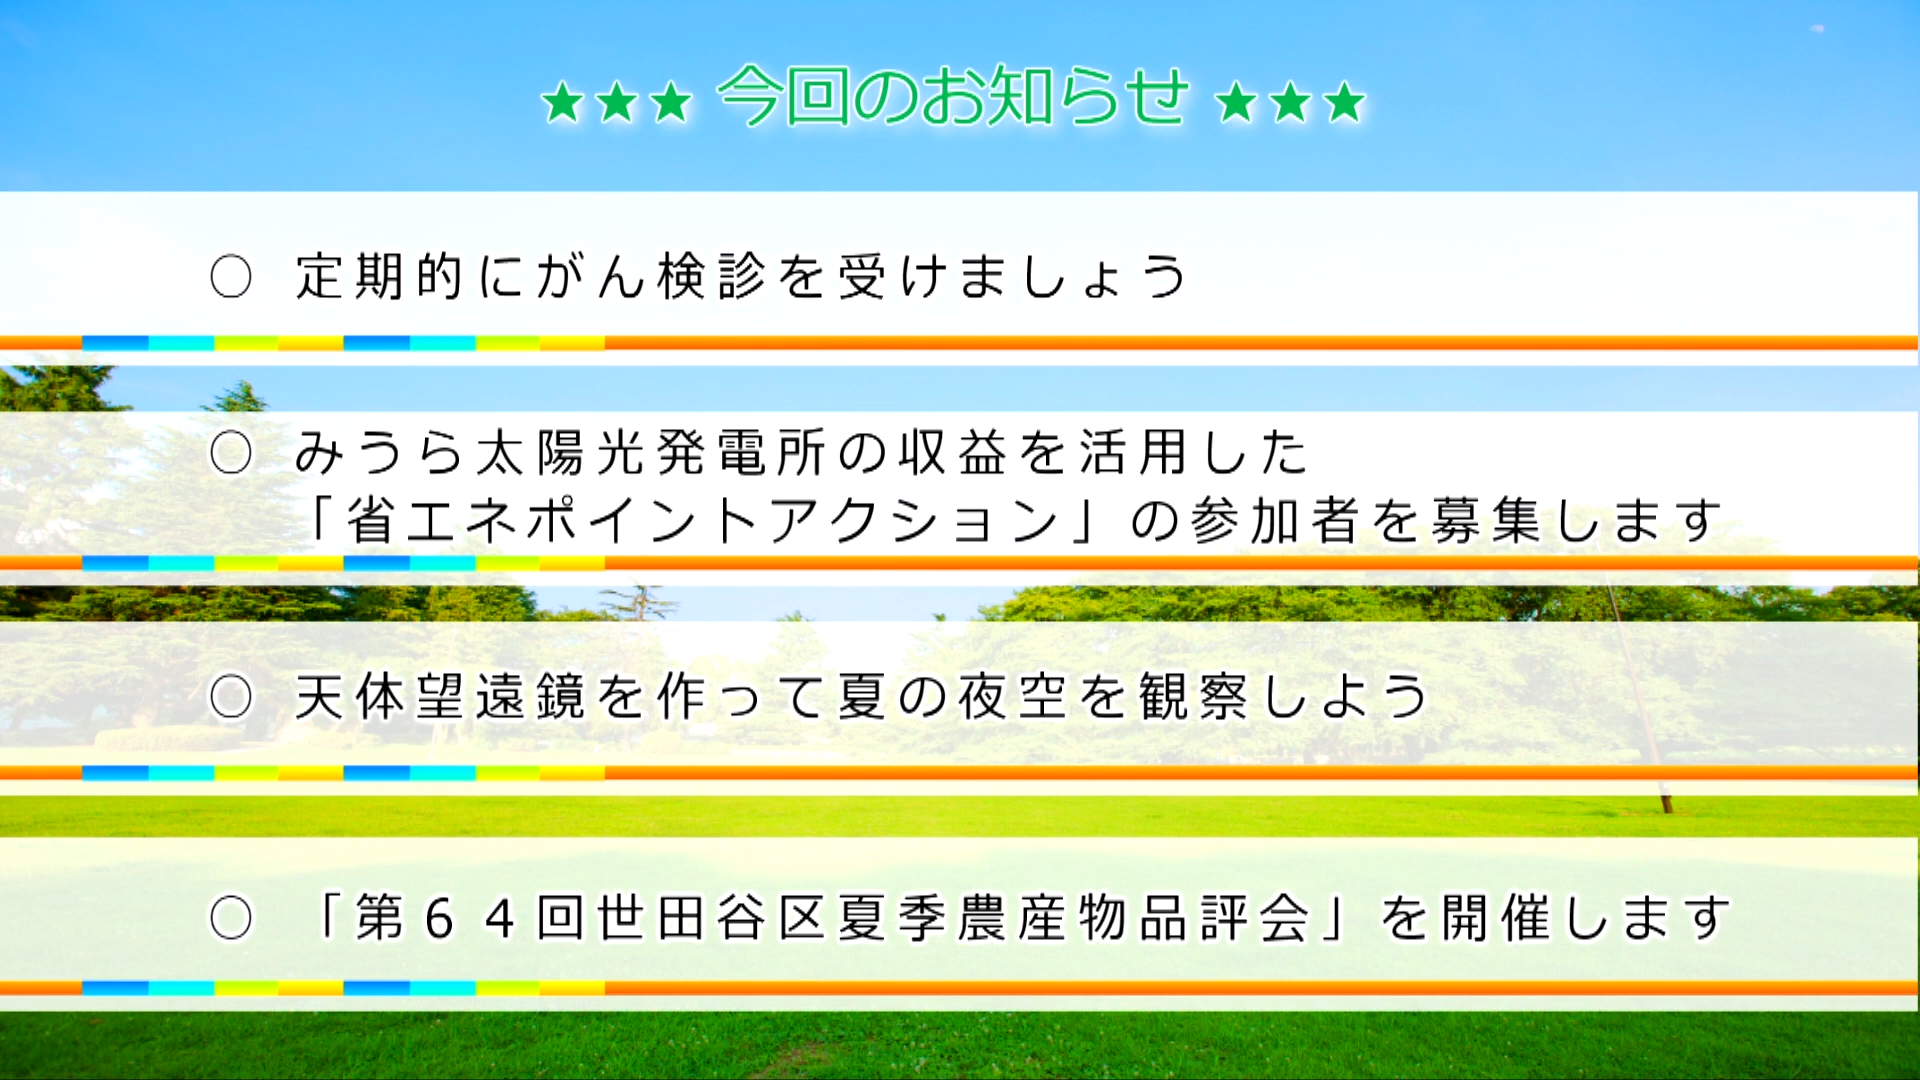 ★★★ 今回のお知らせ ★★★
○ 定期的にがん検診を受けましょう
○ みうら太陽光発電所の収益を活用した
「省エネポイントアクション」の参加者を募集します
○ 天体望遠鏡を作って夏の夜空を観察しよう
○ 「第６４回世田谷区夏季農産物品評会」を開催します